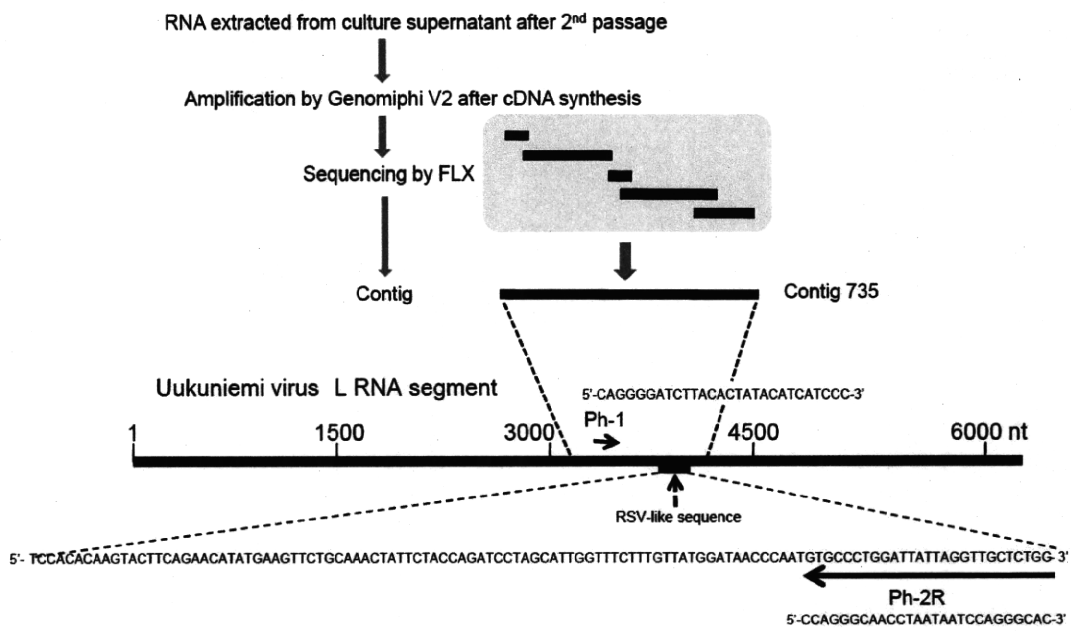 RNA extracted from culture supernatant after 2nd passage
Amplification by Genomiphi V2 after cDNA synthesis
Sequencing by FLX
Contig
Contig 735
Uukuniemi virus L RNA segment
5'-CAGGGGATCTTACACTATACATCATCCC-3'
Ph-1
1 1500 3000 4500 6000 nt
RSV-like sequence
5'- TCCACACAAGTACTTCAGAACATATGAAGTTCTGCAAACTATTCTACCAGATCCTAGCATTGGTTTCTTTGTTATGGATAACCCAATGTGCCCTGGATTATTAGGTTGCTCTGG-3'
Ph-2R
5'-CCAGGGCAACCTAATAATCCAGGGCAC-3'